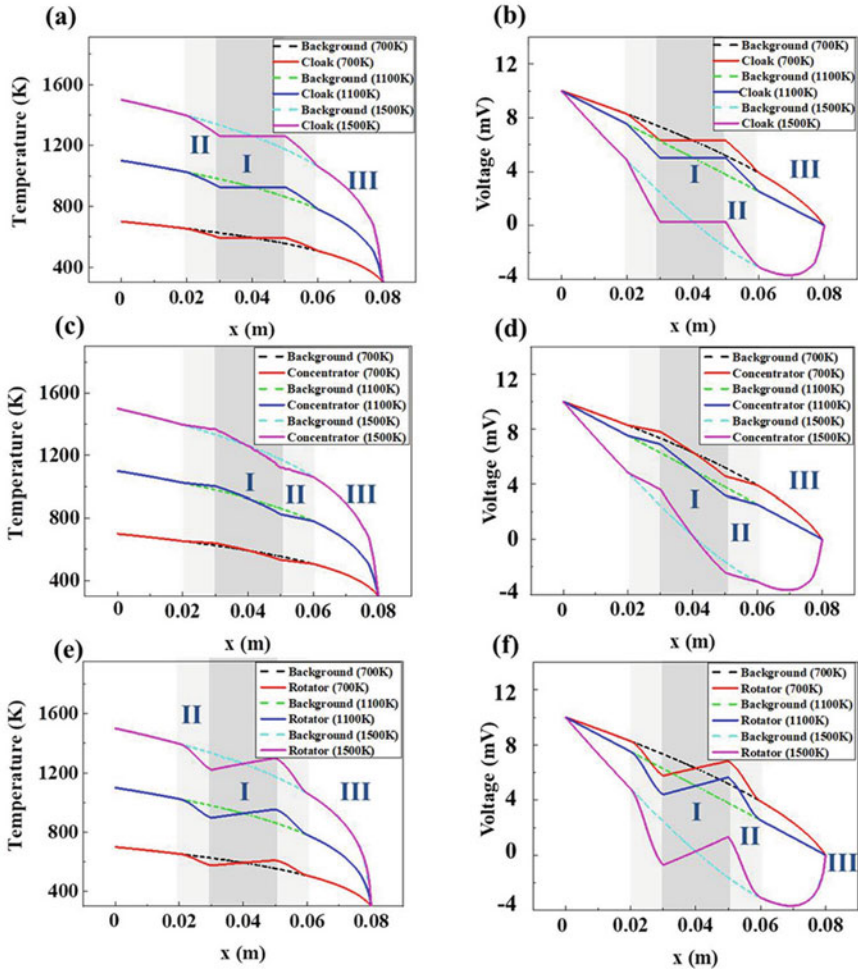 (a)
Temperature (K)
1600
1200
800
400
Background (700K)
Cloak (700K)
Background (1100K)
Cloak (1100K)
Background (1500K)
Cloak (1500K)
II
I
III
0 0.02 0.04 0.06 0.08
x (m)
(b)
Voltage (mV)
12
8
4
0
-4
Background (700K)
Cloak (700K)
Background (1100K)
Cloak (1100K)
Background (1500K)
Cloak (1500K)
I
II
III
0 0.02 0.04 0.06 0.08
x (m)
(c)
Temperature (K)
1600
1200
800
400
Background (700K)
Concentrator (700K)
Background (1100K)
Concentrator (1100K)
Background (1500K)
Concentrator (1500K)
I
II
III
0 0.02 0.04 0.06 0.08
x (m)
(d)
Voltage (mV)
12
8
4
0
-4
Background (700K)
Concentrator (700K)
Background (1100K)
Concentrator (1100K)
Background (1500K)
Concentrator (1500K)
I
II
III
0 0.02 0.04 0.06 0.08
x (m)
(e)
Temperature (K)
1600
1200
800
400
Background (700K)
Rotator (700K)
Background (1100K)
Rotator (1100K)
Background (1500K)
Rotator (1500K)
II
I
III
0 0.02 0.04 0.06 0.08
x (m)
(f)
Voltage (mV)
12
8
4
0
-4
Background (700K)
Rotator (700K)
Background (1100K)
Rotator (1100K)
Background (1500K)
Rotator (1500K)
I
II
III
0 0.02 0.04 0.06 0.08
x (m)